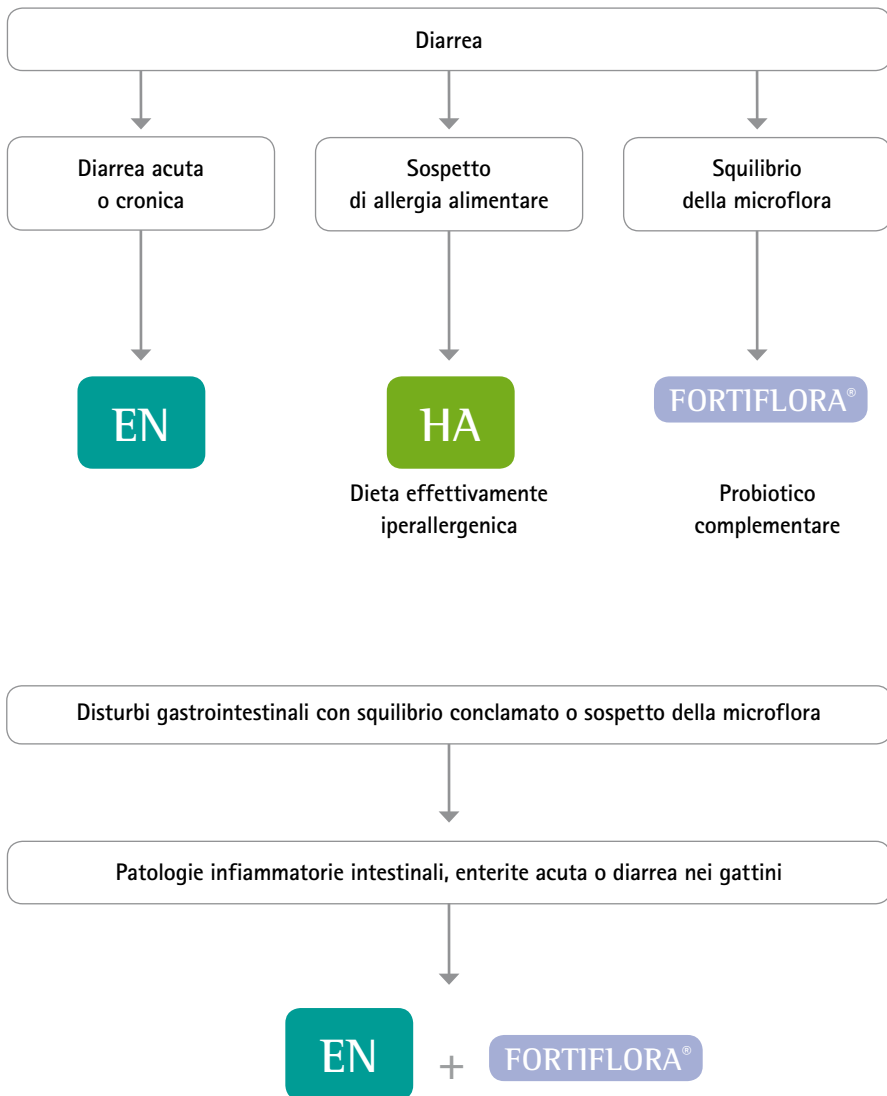 Diarrea
Diarrea acuta
o cronica
Sospetto
di allergia alimentare
Squilibrio
della microflora
EN
HA
FORTIFLORA®
Dieta effettivamente
iperallergenica
Probiotico
complementare
Disturbi gastrointestinali con squilibrio conclamato o sospetto della microflora
Patologie infiammatorie intestinali, enterite acuta o diarrea nei gattini
EN + FORTIFLORA®